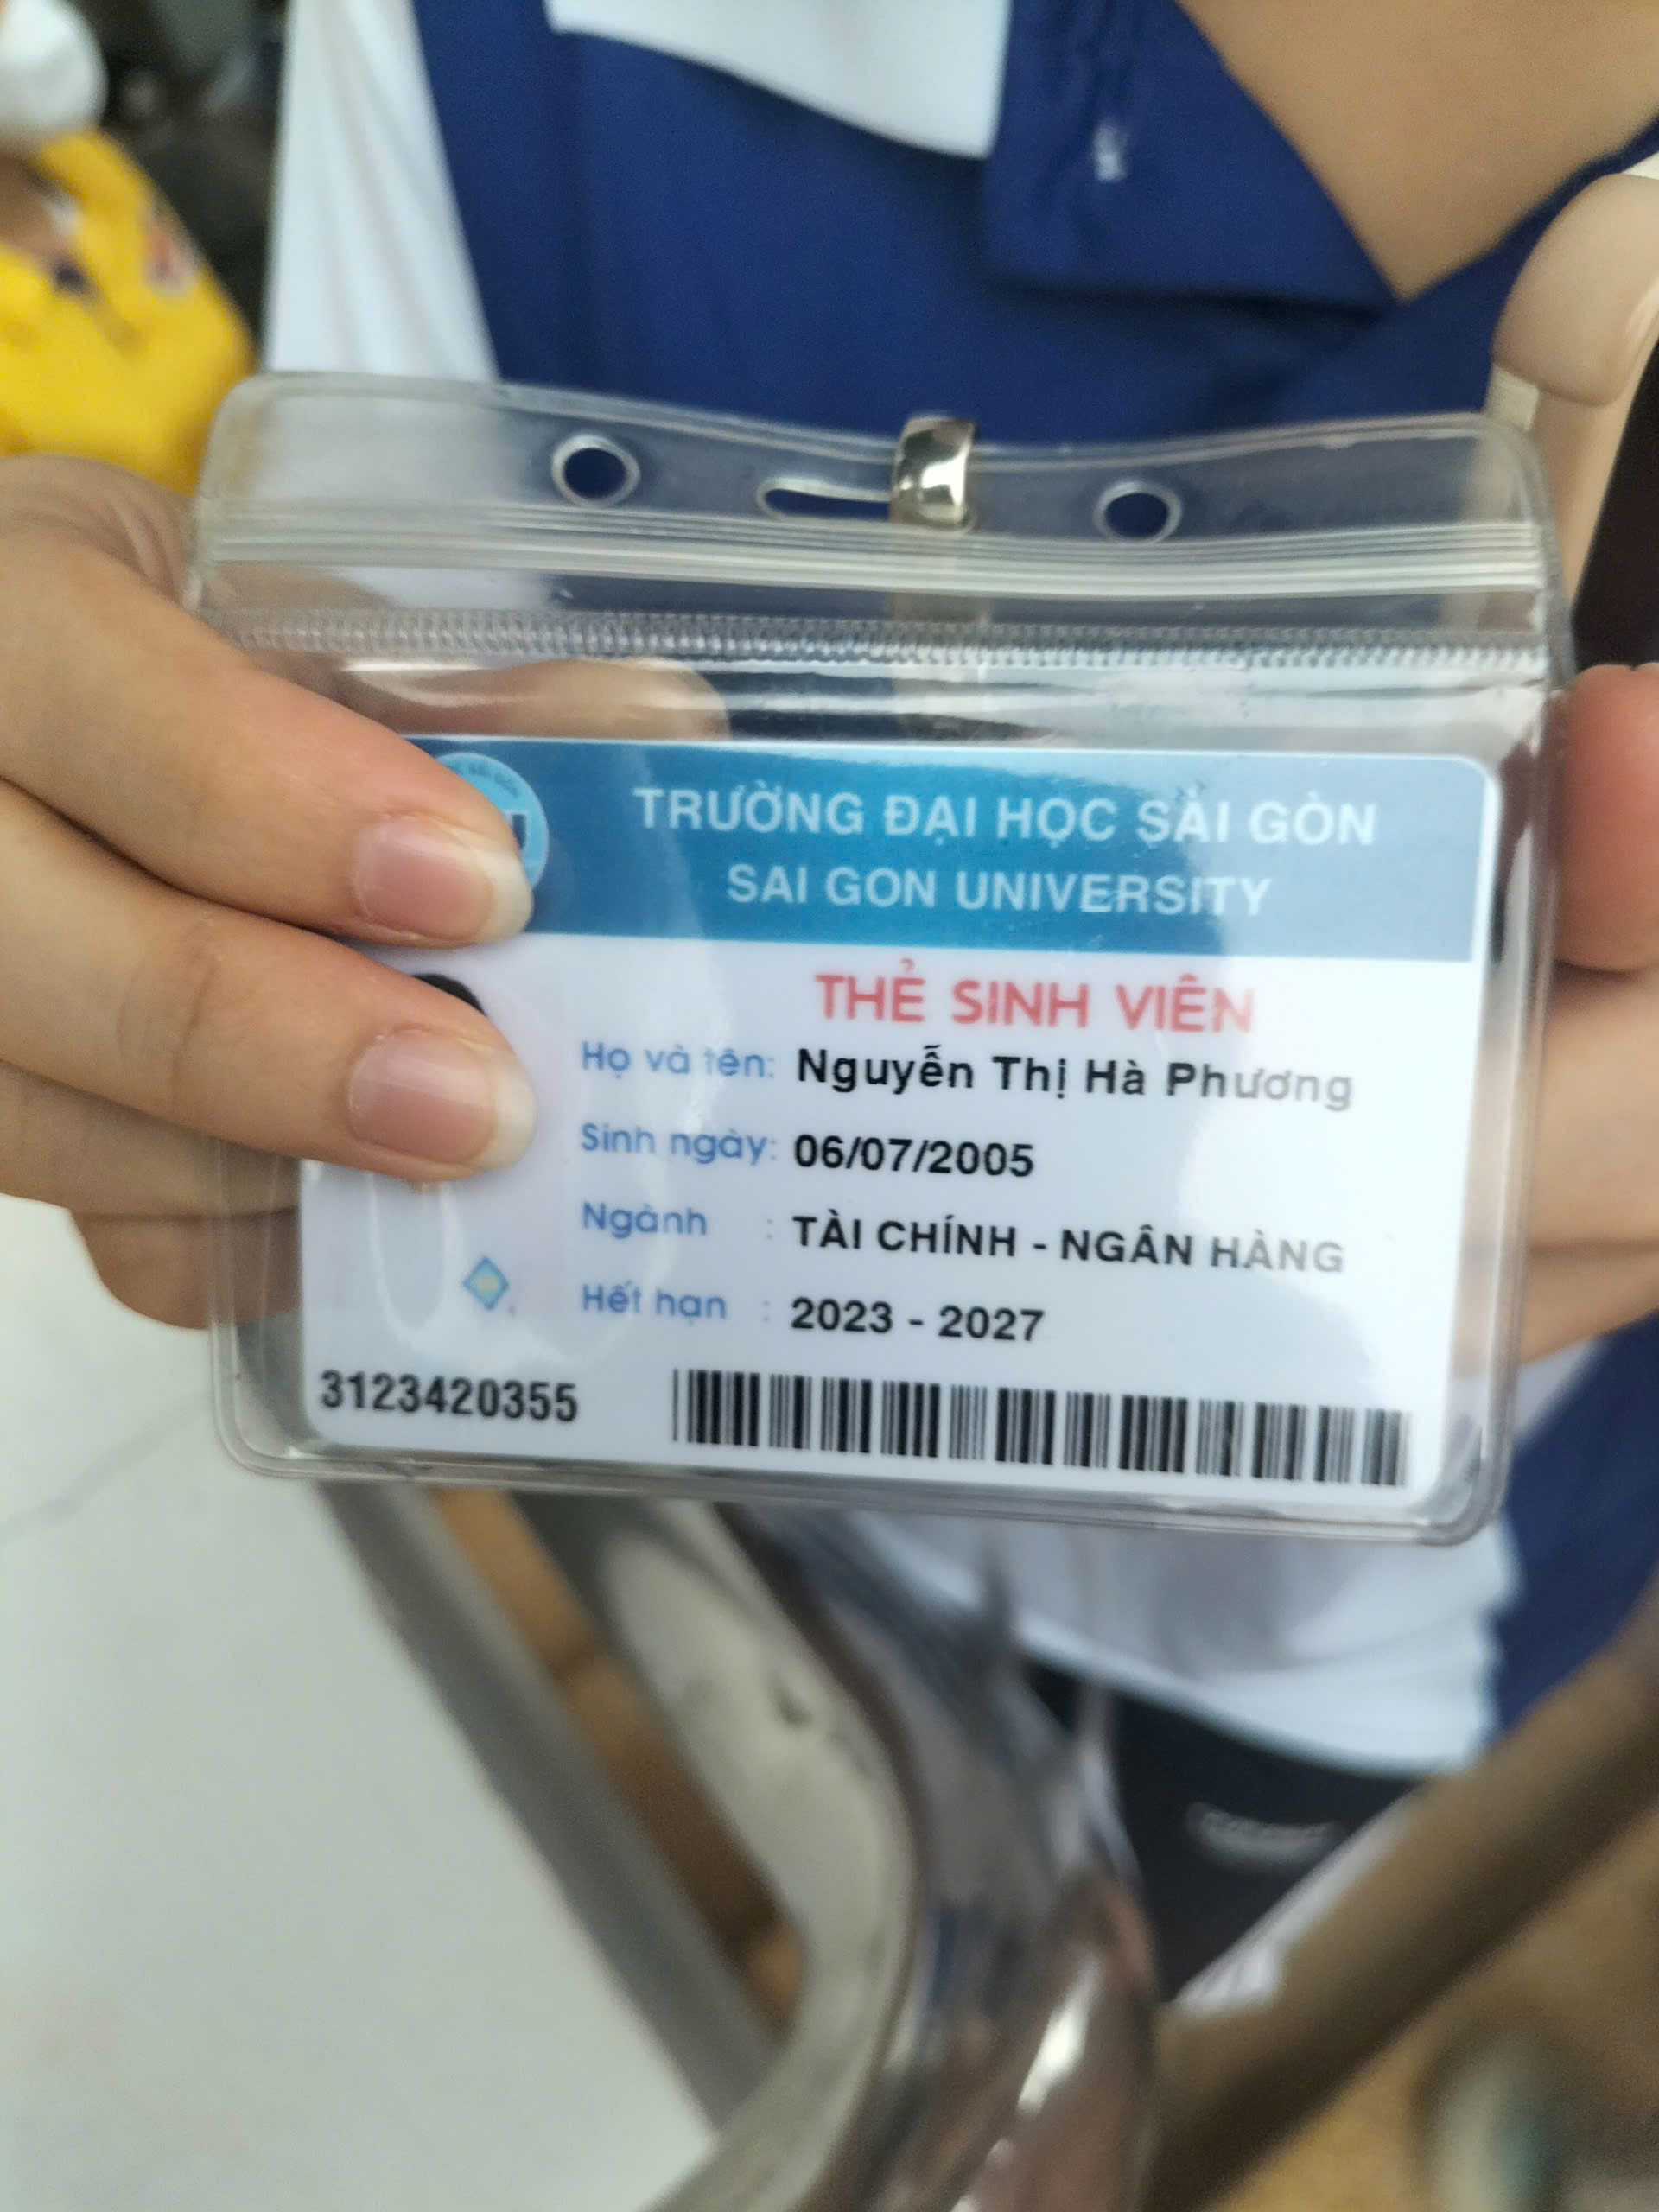 TRƯỜNG ĐẠI HỌC SÀI GÒN
SAI GON UNIVERSITY
THẺ SINH VIÊN
Họ và tên: Nguyễn Thị Hà Phương
Sinh ngày: 06/07/2005
Ngành : TÀI CHÍNH - NGÂN HÀNG
Hết hạn : 2023 - 2027
3123420355